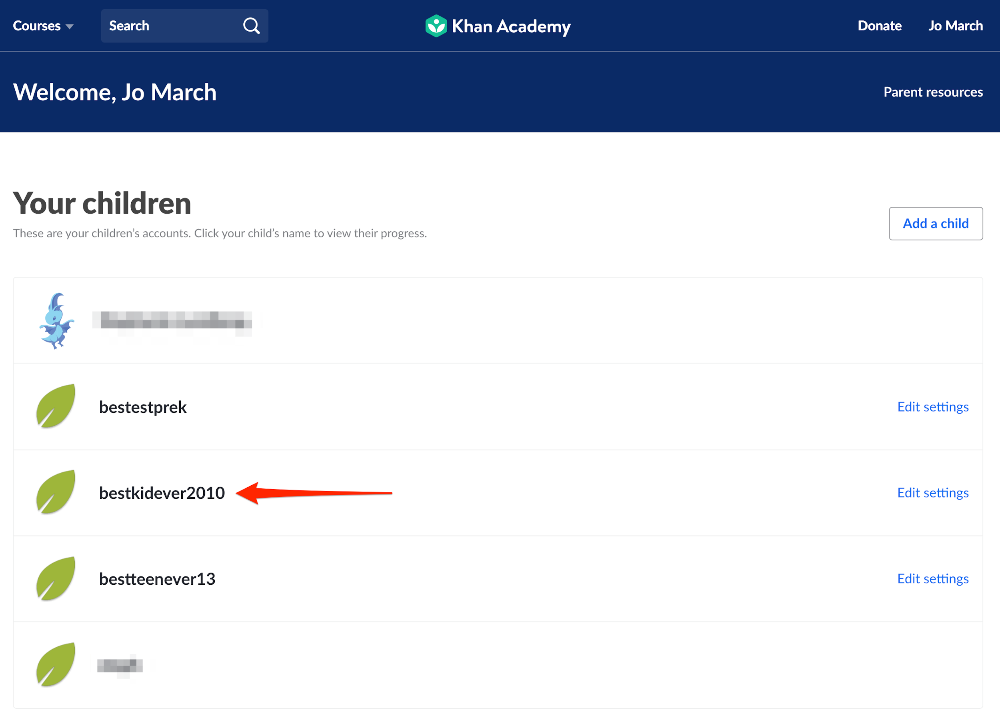 Courses
Search
Khan Academy
Donate
Jo March
Welcome, Jo March
Parent resources
Your children
These are your children’s accounts. Click your child’s name to view their progress.
Add a child
bestestprek
Edit settings
bestkidever2010
Edit settings
bestteenever13
Edit settings